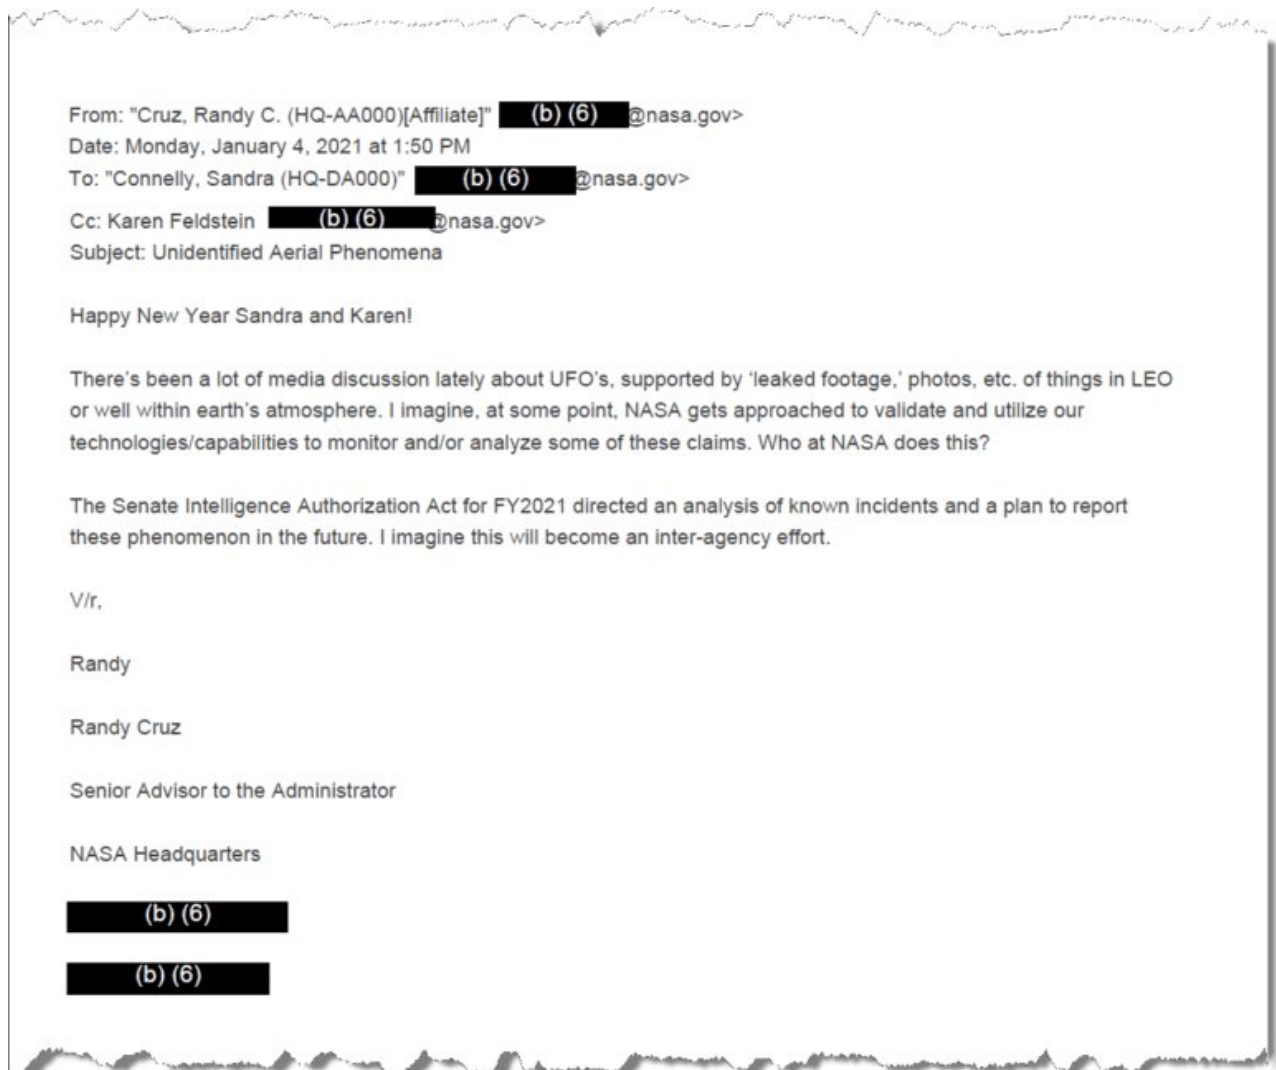 From: "Cruz, Randy C. (HQ-AA000)[Affiliate]" (b) (6) @nasa.gov>
Date: Monday, January 4, 2021 at 1:50 PM
To: "Connelly, Sandra (HQ-DA000)" (b) (6) @nasa.gov>
Cc: Karen Feldstein (b) (6) @nasa.gov>
Subject: Unidentified Aerial Phenomena
Happy New Year Sandra and Karen!
There's been a lot of media discussion lately about UFO's, supported by 'leaked footage,' photos, etc. of things in LEO
or well within earth's atmosphere. I imagine, at some point, NASA gets approached to validate and utilize our
technologies/capabilities to monitor and/or analyze some of these claims. Who at NASA does this?
The Senate Intelligence Authorization Act for FY2021 directed an analysis of known incidents and a plan to report
these phenomenon in the future. I imagine this will become an inter-agency effort.
V/r,
Randy
Randy Cruz
Senior Advisor to the Administrator
NASA Headquarters
(b) (6)
(b) (6)